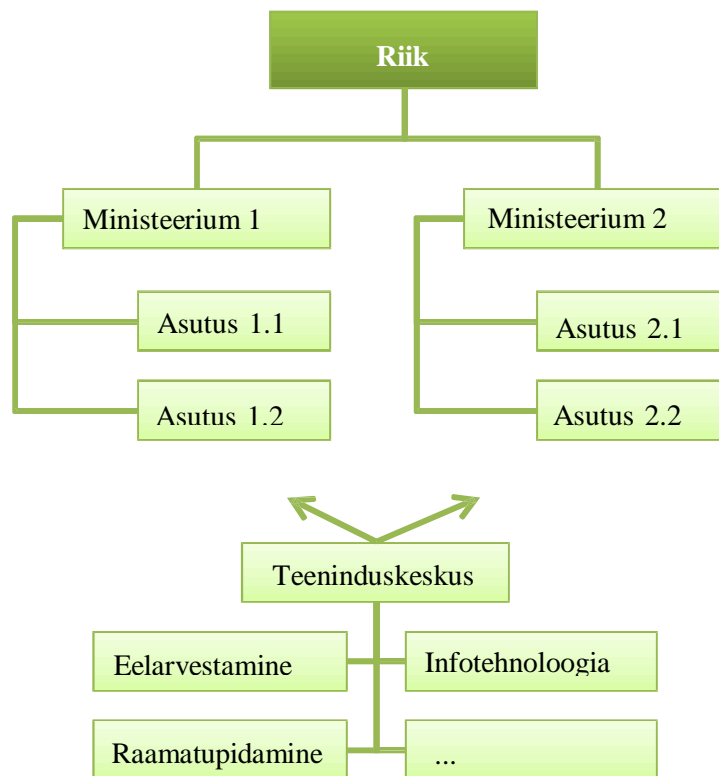 Riik
Ministeerium 1
Ministeerium 2
Asutus 1.1
Asutus 2.1
Asutus 1.2
Asutus 2.2
Teeninduskeskus
Eelarvestamine
Infotehnoloogia
Raamatupidamine
...